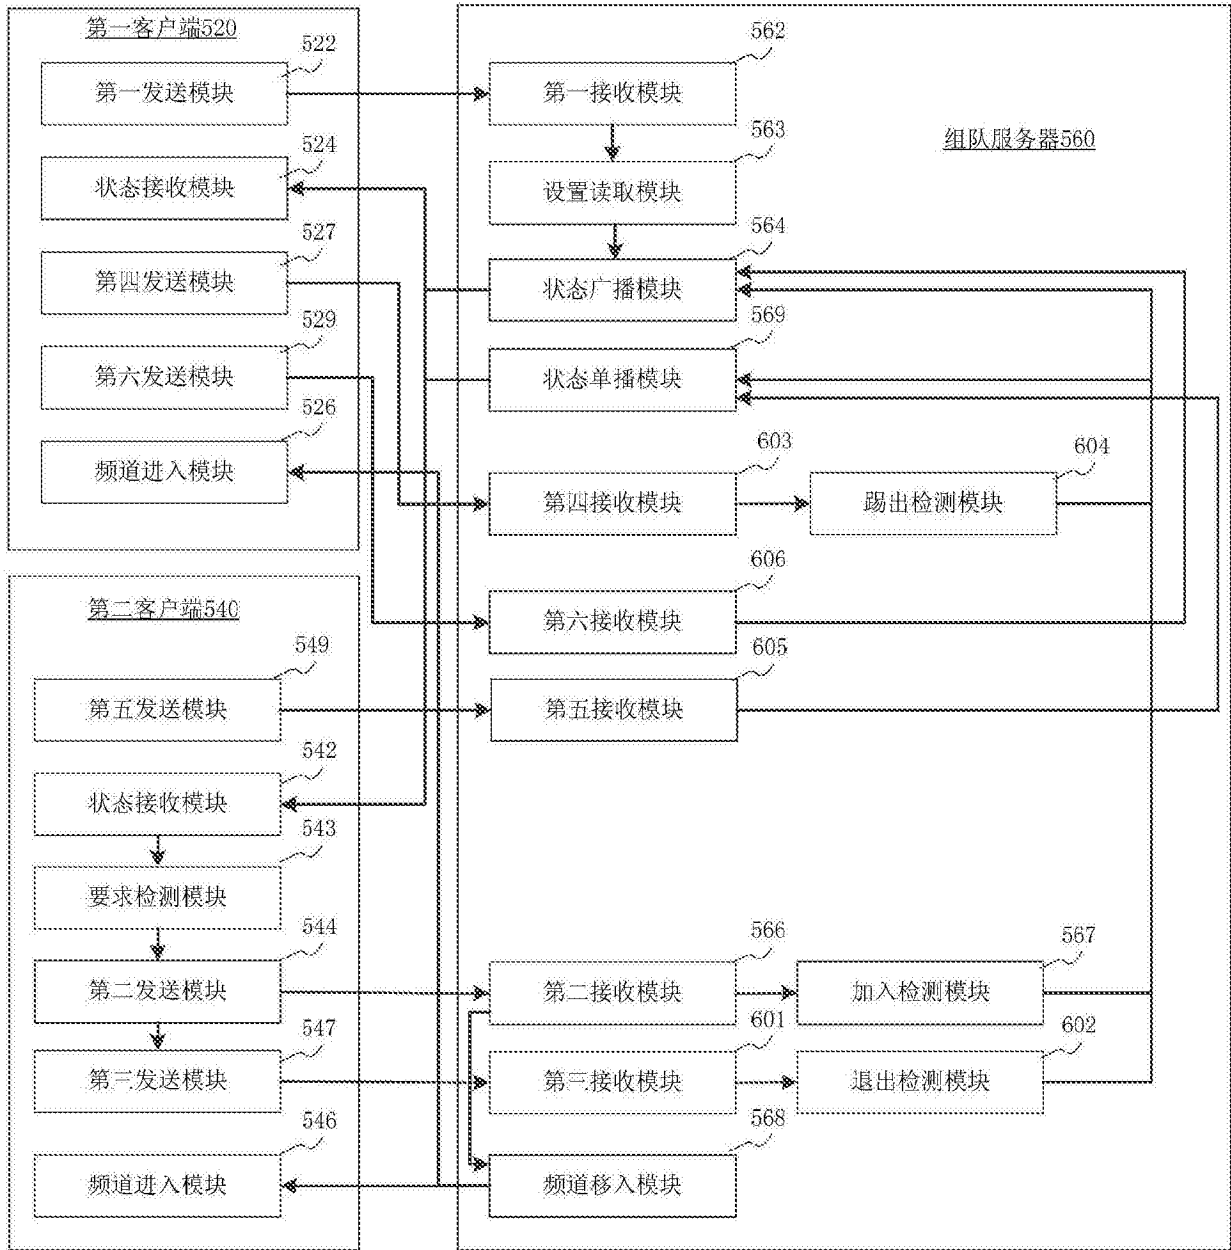 第一客户端520
522
第一发送模块
524
状态接收模块
527
第四发送模块
529
第六发送模块
526
频道进入模块
第二客户端540
549
第五发送模块
542
状态接收模块
543
要求检测模块
544
第二发送模块
547
第三发送模块
546
频道进入模块
组队服务器560
562
第一接收模块
563
设置读取模块
564
状态广播模块
569
状态单播模块
603
第四接收模块
604
踢出检测模块
606
第六接收模块
605
第五接收模块
566
第二接收模块
567
加入检测模块
601
第三接收模块
602
退出检测模块
568
频道移入模块